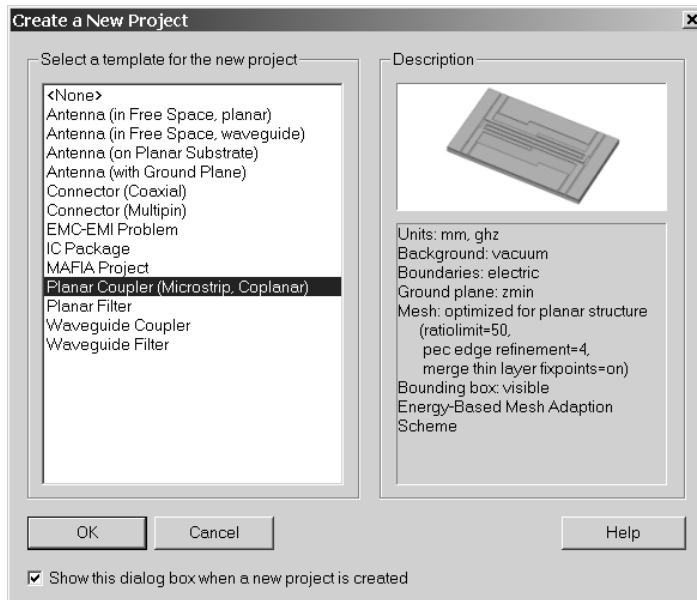 Create a New Project
Select a template for the new project
<None>
Antenna (in Free Space, planar)
Antenna (in Free Space, waveguide)
Antenna (on Planar Substrate)
Antenna (with Ground Plane)
Connector (Coaxial)
Connector (Multipin)
EMC-EMI Problem
IC Package
MAFIA Project
Planar Coupler (Microstrip, Coplanar)
Planar Filter
Waveguide Coupler
Waveguide Filter
Description
Units: mm, ghz
Background: vacuum
Boundaries: electric
Ground plane: zmin
Mesh: optimized for planar structure
(ratiolimit=50,
pec edge refinement=4,
merge thin layer fixpoints=on)
Bounding box: visible
Energy-Based Mesh Adaption
Scheme
OK
Cancel
Help
Show this dialog box when a new project is created